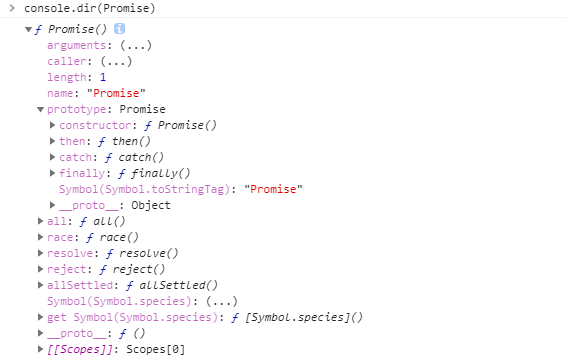 > console.dir(Promise)
▼ƒ Promise() i
arguments: (...)
caller: (...)
length: 1
name: "Promise"
▼prototype: Promise
▶constructor: ƒ Promise()
▶then: ƒ then()
▶catch: ƒ catch()
▶finally: ƒ finally()
Symbol(Symbol.toStringTag): "Promise"
▶__proto__: Object
▶all: ƒ all()
▶race: ƒ race()
▶resolve: ƒ resolve()
▶reject: ƒ reject()
▶allSettled: ƒ allSettled()
Symbol(Symbol.species): (...)
▶get Symbol(Symbol.species): ƒ [Symbol.species]()
▶__proto__: ƒ ()
▶[[Scopes]]: Scopes[0]